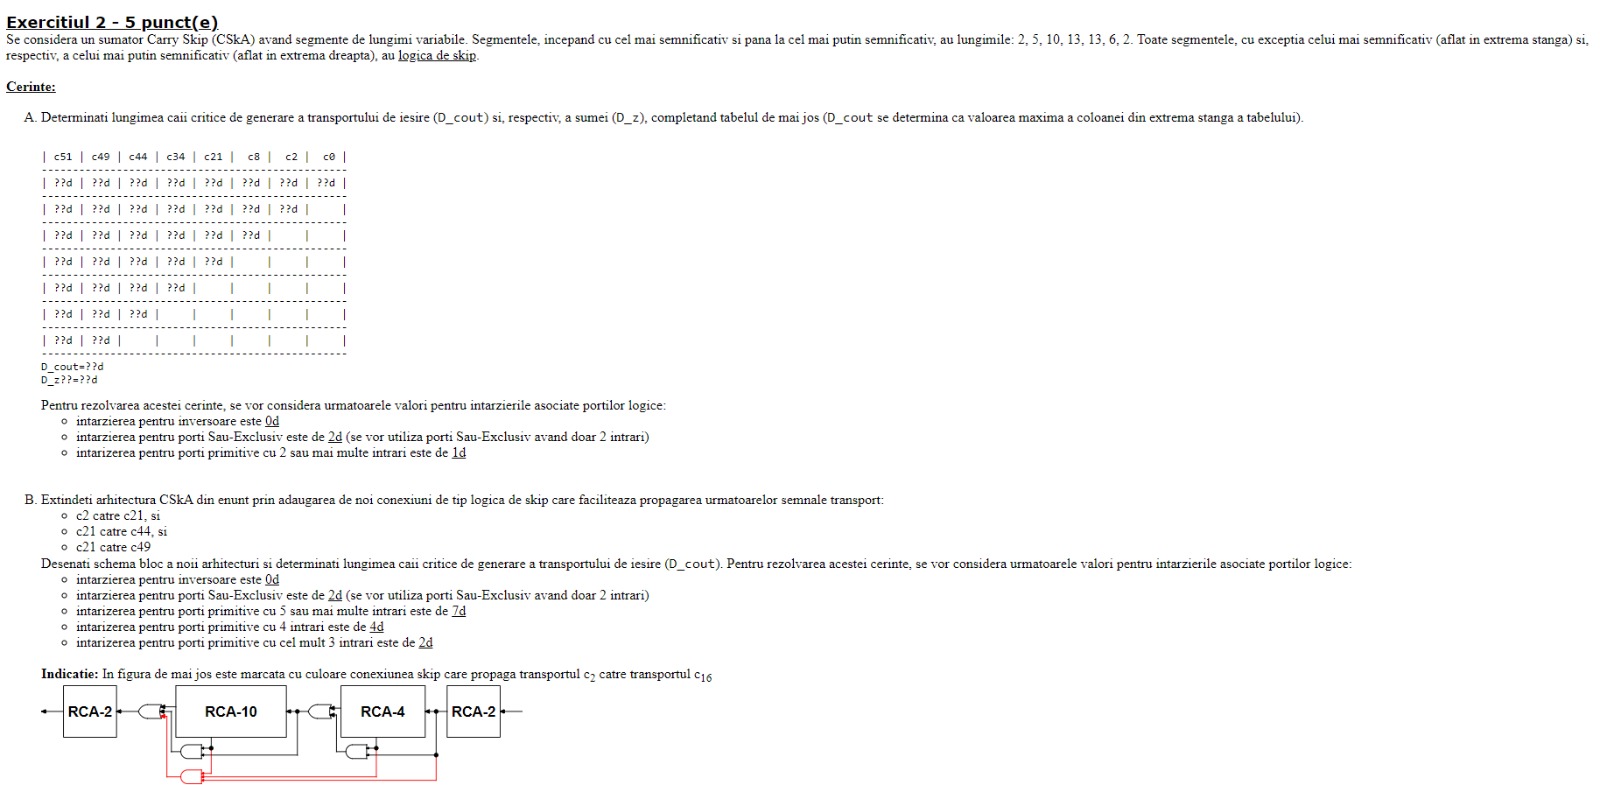 Exercitiul 2 - 5 punct(e)
Se considera un sumator Carry Skip (CSkA) avand segmente de lungimi variabile. Segmentele, incepand cu cel mai semnificativ si pana la cel mai putin semnificativ, au lungimile: 2, 5, 10, 13, 13, 6, 2. Toate segmentele, cu exceptia celui mai semnificativ (aflat in extrema stanga) si,
respectiv, a celui mai putin semnificativ (aflat in extrema dreapta), au logica de skip.
Cerinte:
A. Determinati lungimea caii critice de generare a transportului de iesire (D_cout) si, respectiv, a sumei (D_z), completand tabelul de mai jos (D_cout se determina ca valoarea maxima a coloanei din extrema stanga a tabelului).
| c51 | c49 | c44 | c34 | c21 | c8 | c2 | c0 |
------------------------------------------------
| ??d | ??d | ??d | ??d | ??d | ??d | ??d | ??d |
------------------------------------------------
| ??d | ??d | ??d | ??d | ??d | ??d | ??d | |
------------------------------------------------
| ??d | ??d | ??d | ??d | ??d | ??d | | |
------------------------------------------------
| ??d | ??d | ??d | ??d | ??d | | | |
------------------------------------------------
| ??d | ??d | ??d | ??d | | | | |
------------------------------------------------
| ??d | ??d | ??d | | | | | |
------------------------------------------------
| ??d | ??d | | | | | | |
------------------------------------------------
D_cout=??d
D_z??=??d
Pentru rezolvarea acestei cerinte, se vor considera urmatoarele valori pentru intarzierile asociate portilor logice:
intarzierea pentru inversoare este 0d
intarzierea pentru porti Sau-Exclusiv este de 2d (se vor utiliza porti Sau-Exclusiv avand doar 2 intrari)
intarizerea pentru porti primitive cu 2 sau mai multe intrari este de 1d
B. Extindeti arhitectura CSkA din enunt prin adaugarea de noi conexiuni de tip logica de skip care faciliteaza propagarea urmatoarelor semnale transport:
c2 catre c21, si
c21 catre c44, si
c21 catre c49
Desenati schema bloc a noii arhitecturi si determinati lungimea caii critice de generare a transportului de iesire (D_cout). Pentru rezolvarea acestei cerinte, se vor considera urmatoarele valori pentru intarzierile asociate portilor logice:
intarzierea pentru inversoare este 0d
intarzierea pentru porti Sau-Exclusiv este de 2d (se vor utiliza porti Sau-Exclusiv avand doar 2 intrari)
intarizerea pentru porti primitive cu 5 sau mai multe intrari este de 7d
intarizerea pentru porti primitive cu 4 intrari este de 4d
intarizerea pentru porti primitive cu cel mult 3 intrari este de 2d
Indicatie: In figura de mai jos este marcata cu culoare conexiunea skip care propaga transportul c2 catre transportul c16
RCA-2 RCA-10 RCA-4 RCA-2